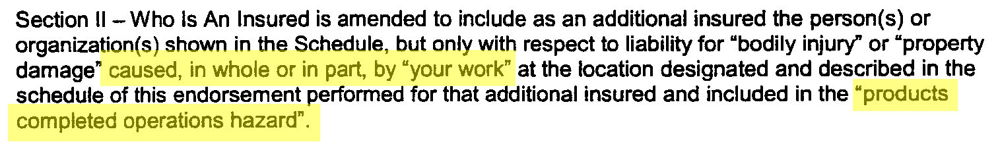 Section II – Who Is An Insured is amended to include as an additional insured the person(s) or
organization(s) shown in the Schedule, but only with respect to liability for “bodily injury” or “property
damage” caused, in whole or in part, by “your work” at the location designated and described in the
schedule of this endorsement performed for that additional insured and included in the “products
completed operations hazard”.